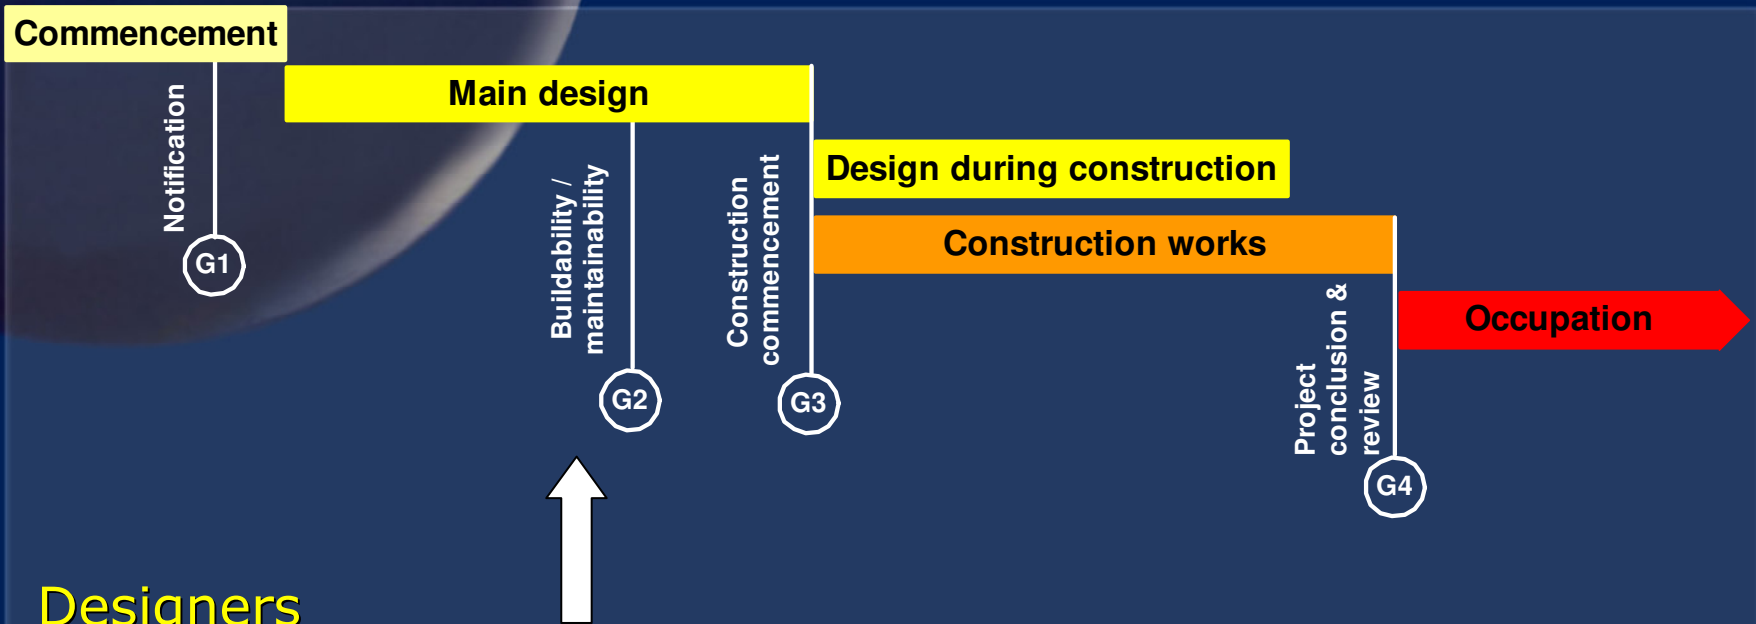 Commencement
Main design
Notification
Design during construction
Buildability /
maintainability
Construction
commencement
Construction works
G1
Occupation
Project
conclusion &
review
G2
G3
G4
Designers